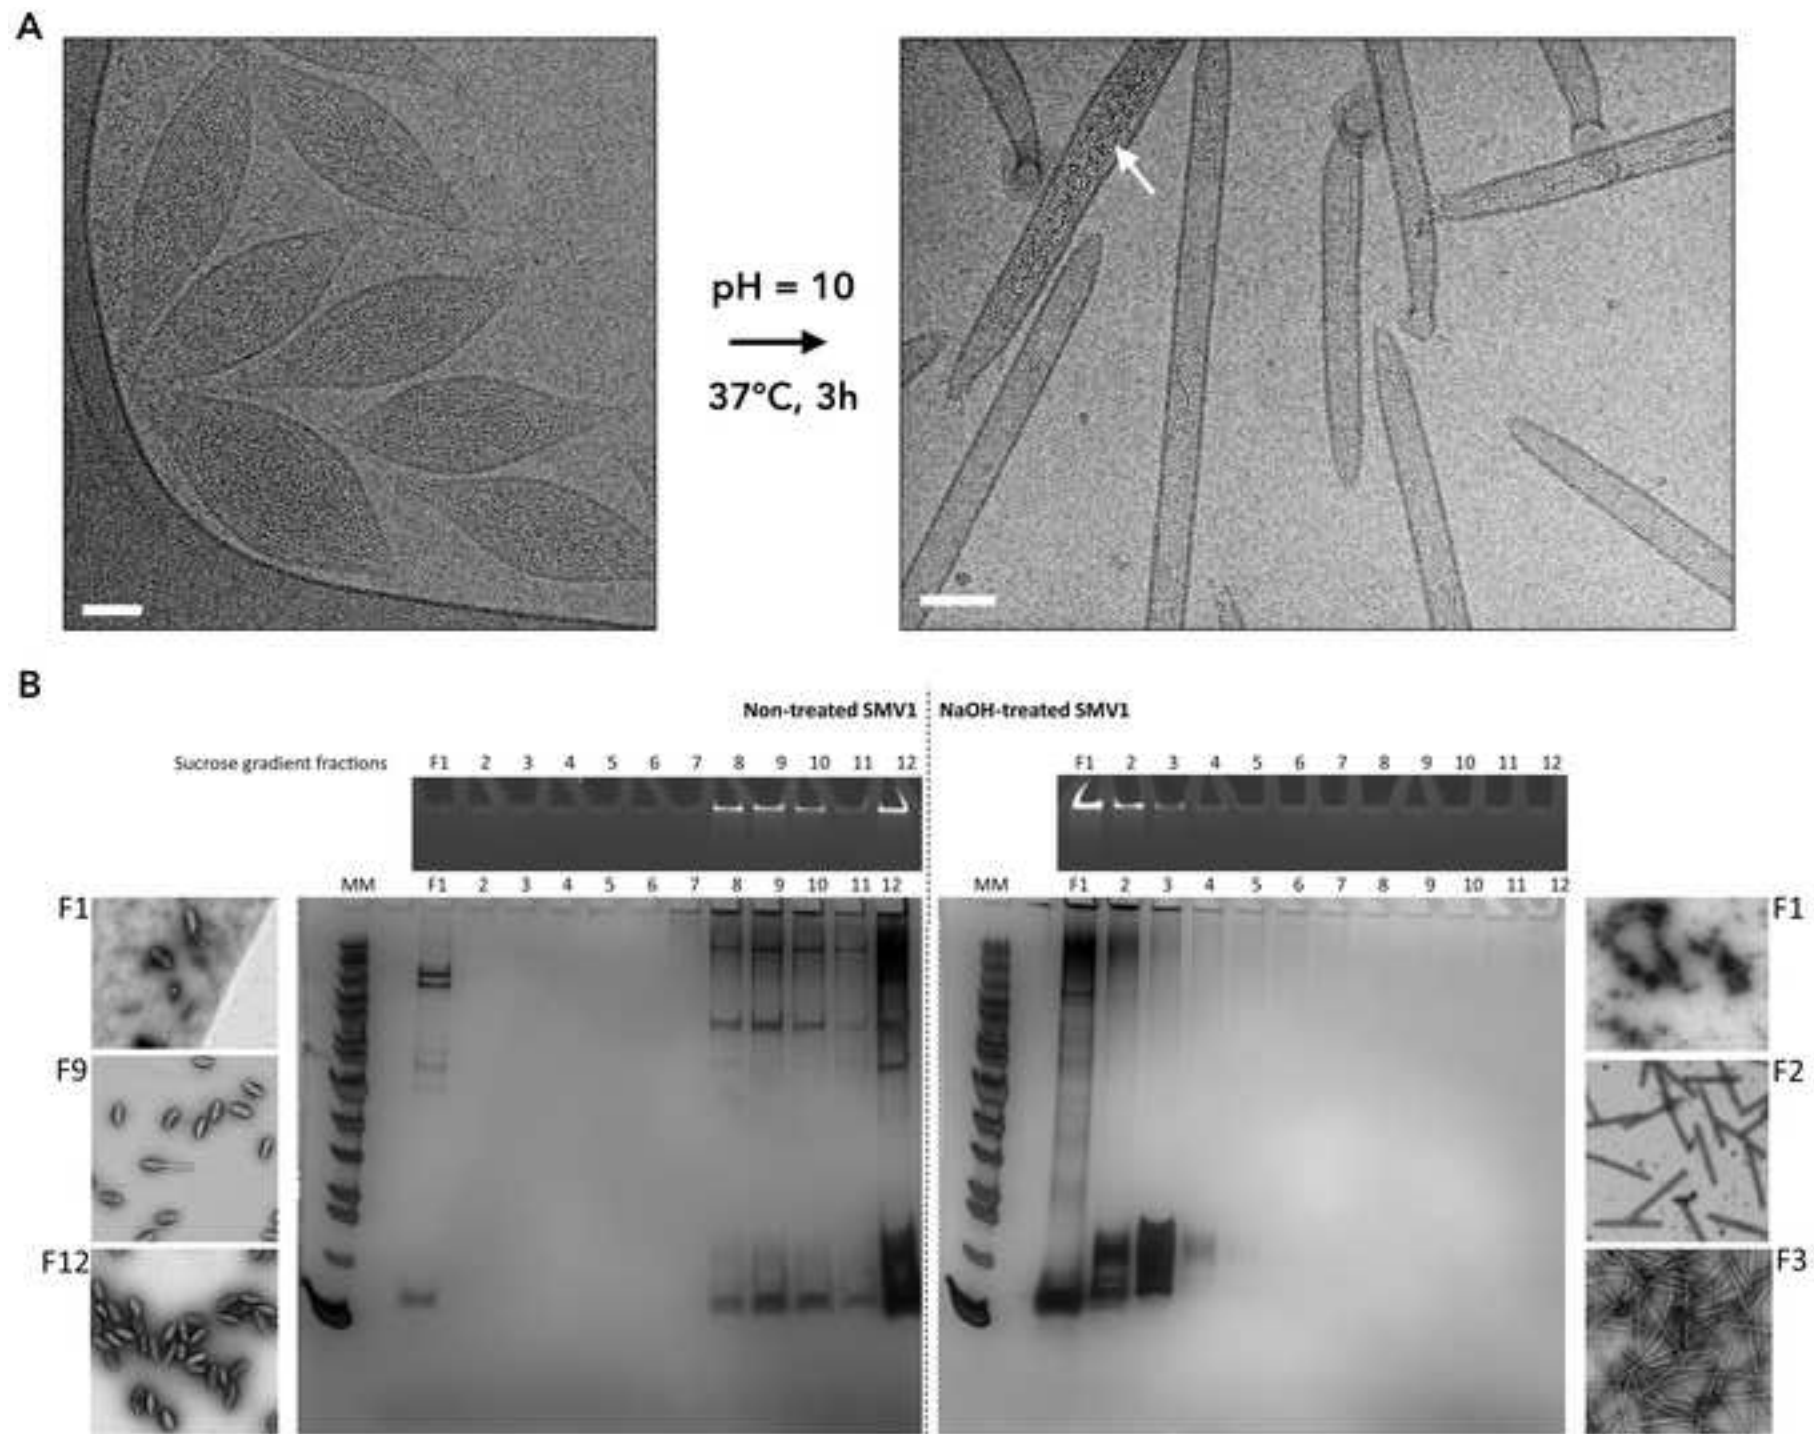 A
pH = 10
37°C, 3h
B
Non-treated SMV1 NaOH-treated SMV1
Sucrose gradient fractions F1 2 3 4 5 6 7 8 9 10 11 12 F1 2 3 4 5 6 7 8 9 10 11 12
MM F1 2 3 4 5 6 7 8 9 10 11 12 MM F1 2 3 4 5 6 7 8 9 10 11 12
F1 F1
F9 F2
F12 F3